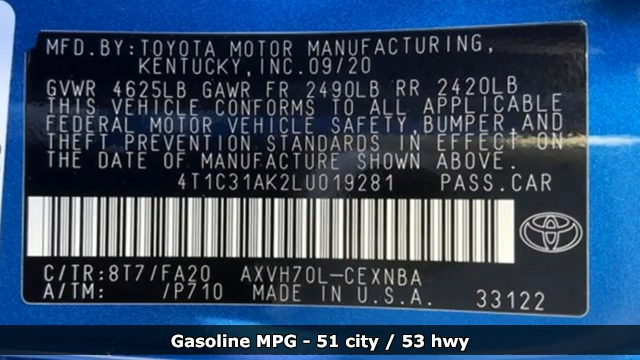 MFD.BY:TOYOTA MOTOR MANUFACTURING,
KENTUCKY,INC.09/20
GVWR 4625LB GAWR FR 2490LB RR 2420LB
THIS VEHICLE CONFORMS TO ALL APPLICABLE
FEDERAL MOTOR VEHICLE SAFETY,BUMPER,AND
THEFT PREVENTION STANDARDS IN EFFECT ON
THE DATE OF MANUFACTURE SHOWN ABOVE.
4T1C31AK2LU019281 PASS.CAR
C/TR:8T7/FA20 AXVH70L-CEXNBA
A/TM: /P710 MADE IN U.S.A. 33122
Gasoline MPG - 51 city / 53 hwy